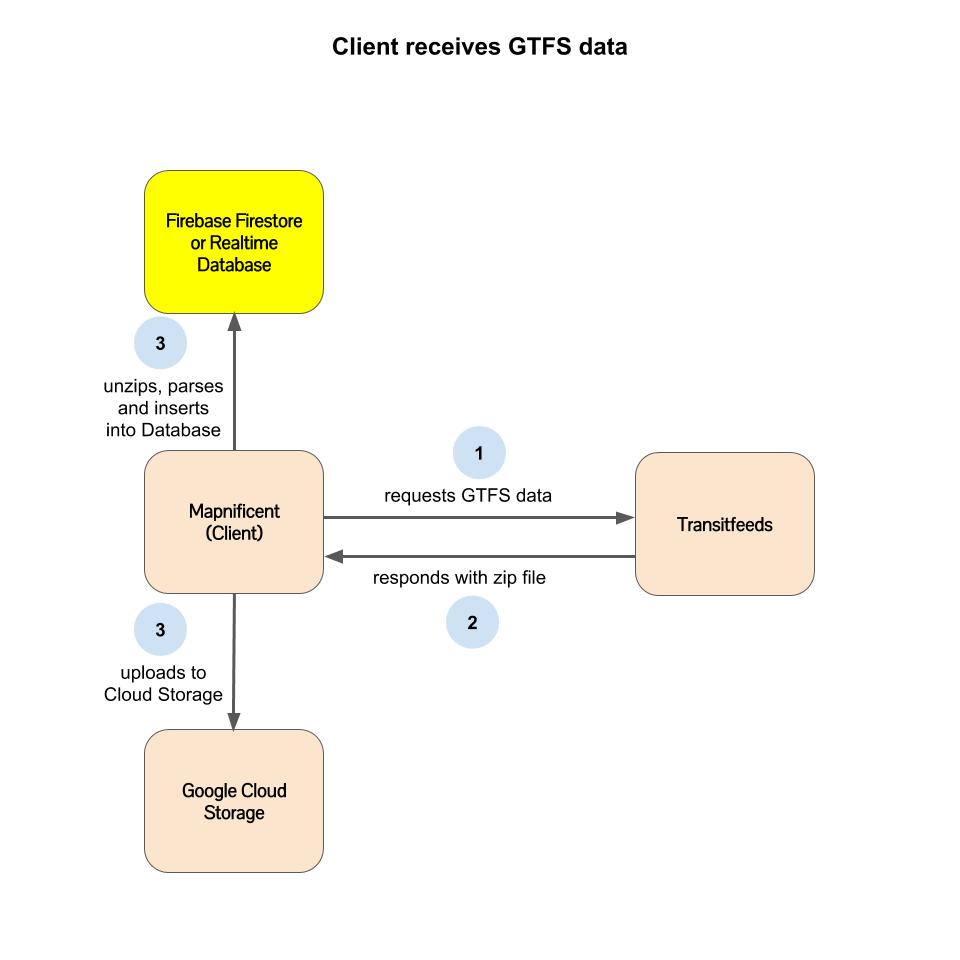 Client receives GTFS data
Firebase Firestore
or Realtime
Database
3
unzips, parses
and inserts
into Database
1
requests GTFS data
Mapnificent
(Client)
Transitfeeds
responds with zip file
2
3
uploads to
Cloud Storage
Google Cloud
Storage